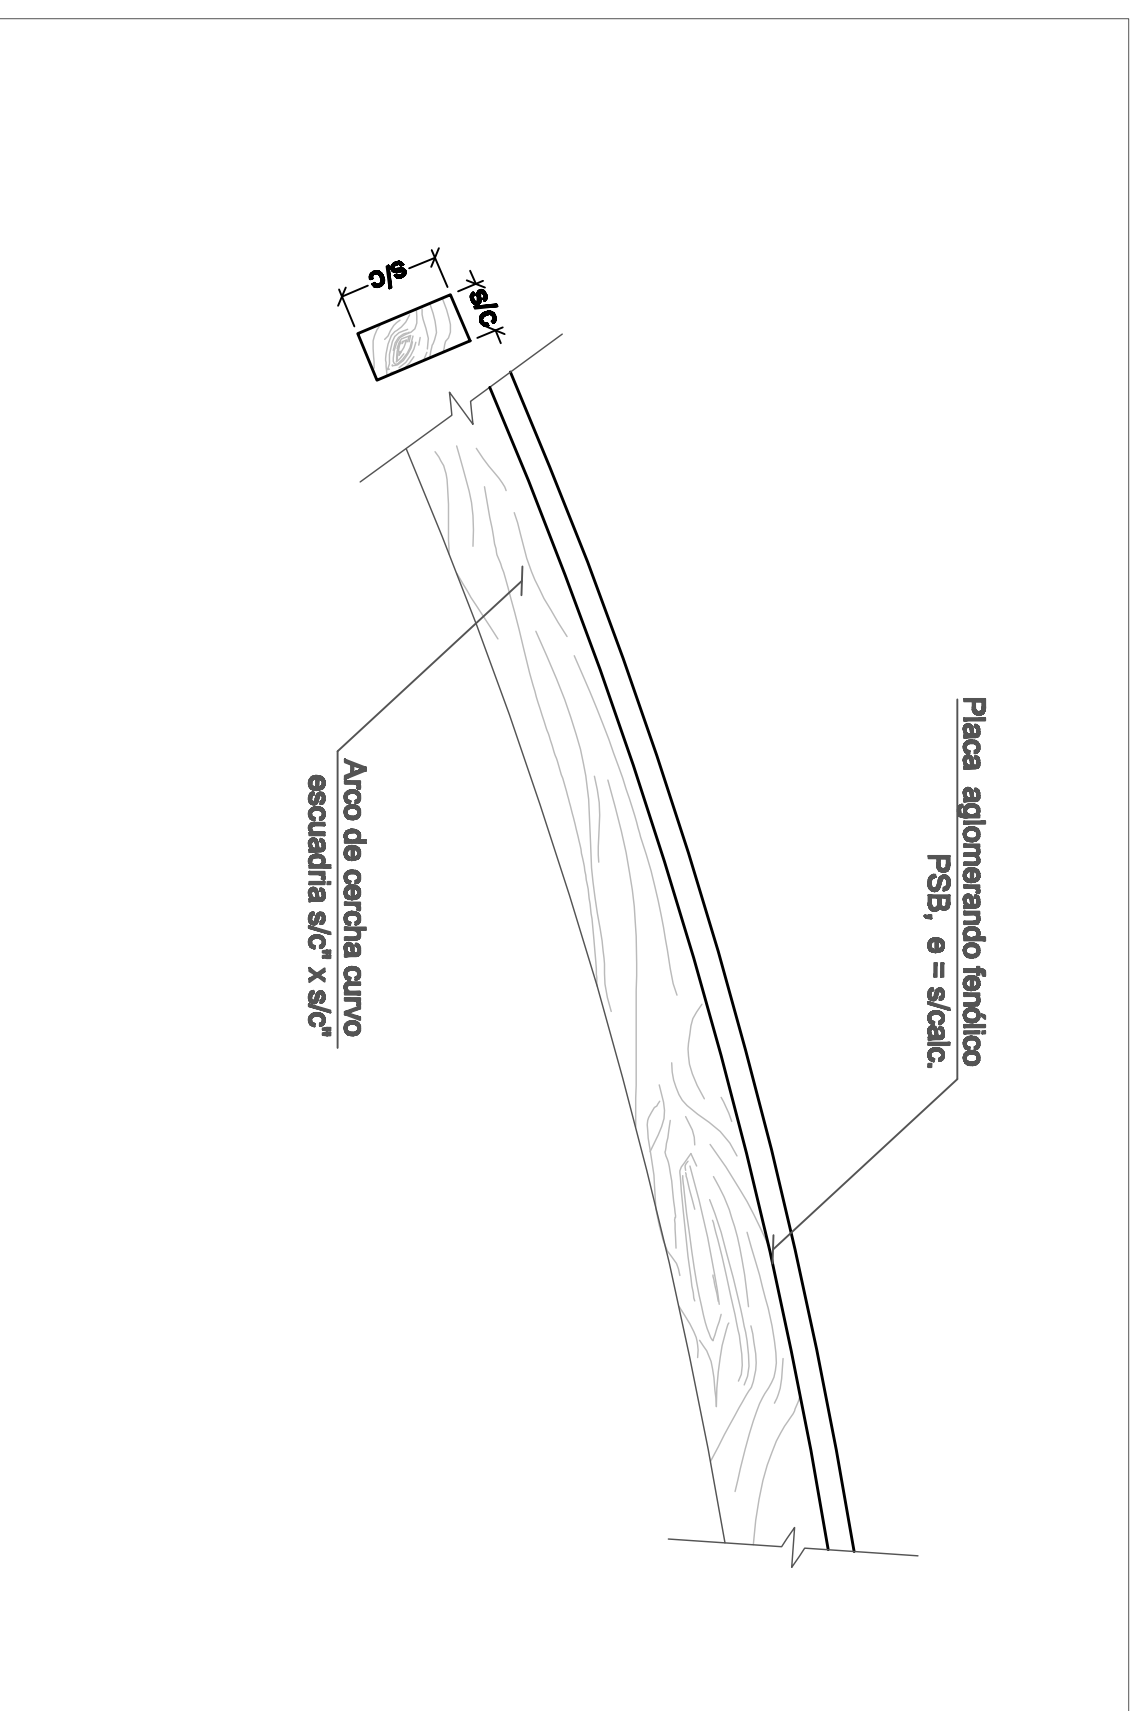 Placa aglomerando fenólico
PSB, e = s/calc.
s/c
s/c
Arco de cercha curvo
escuadria s/c" x s/c"